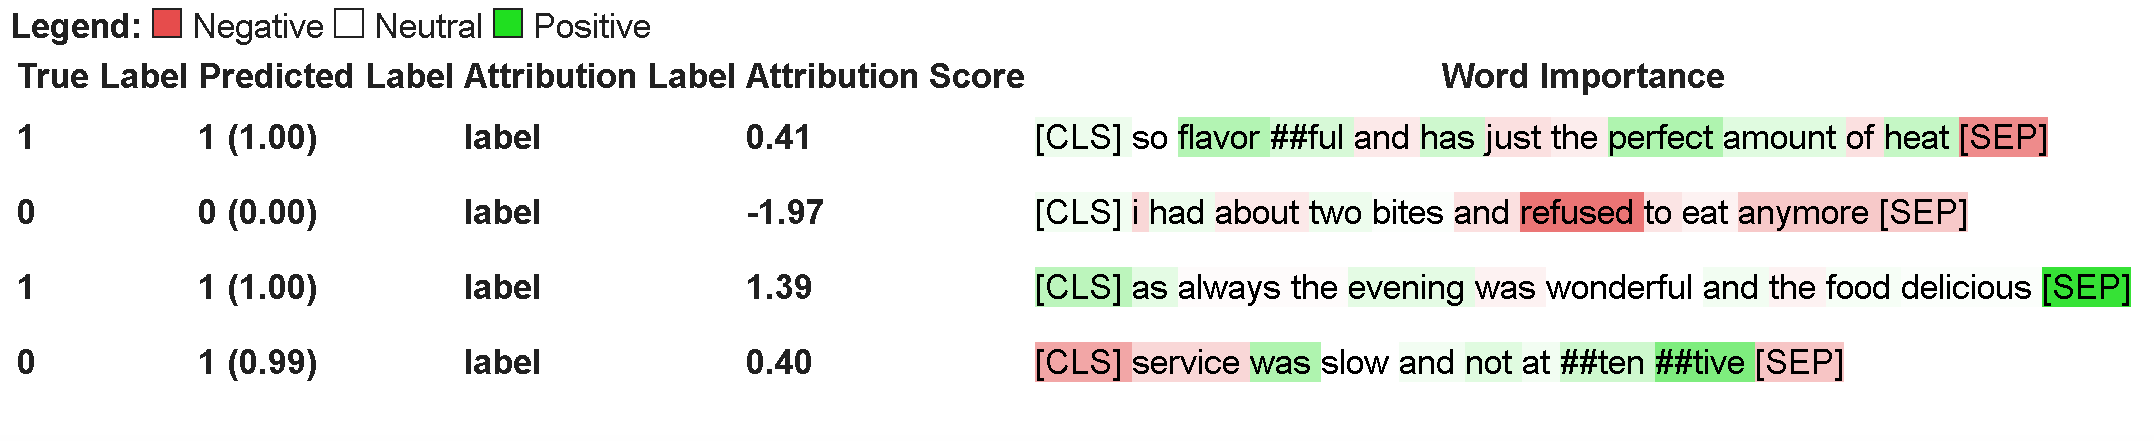 Legend: Negative Neutral Positive
True Label Predicted Label Attribution Label Attribution Score Word Importance
1 1 (1.00) label 0.41 [CLS] so flavor ##ful and has just the perfect amount of heat [SEP]
0 0 (0.00) label -1.97 [CLS] i had about two bites and refused to eat anymore [SEP]
1 1 (1.00) label 1.39 [CLS] as always the evening was wonderful and the food delicious [SEP]
0 1 (0.99) label 0.40 [CLS] service was slow and not at ##ten ##tive [SEP]